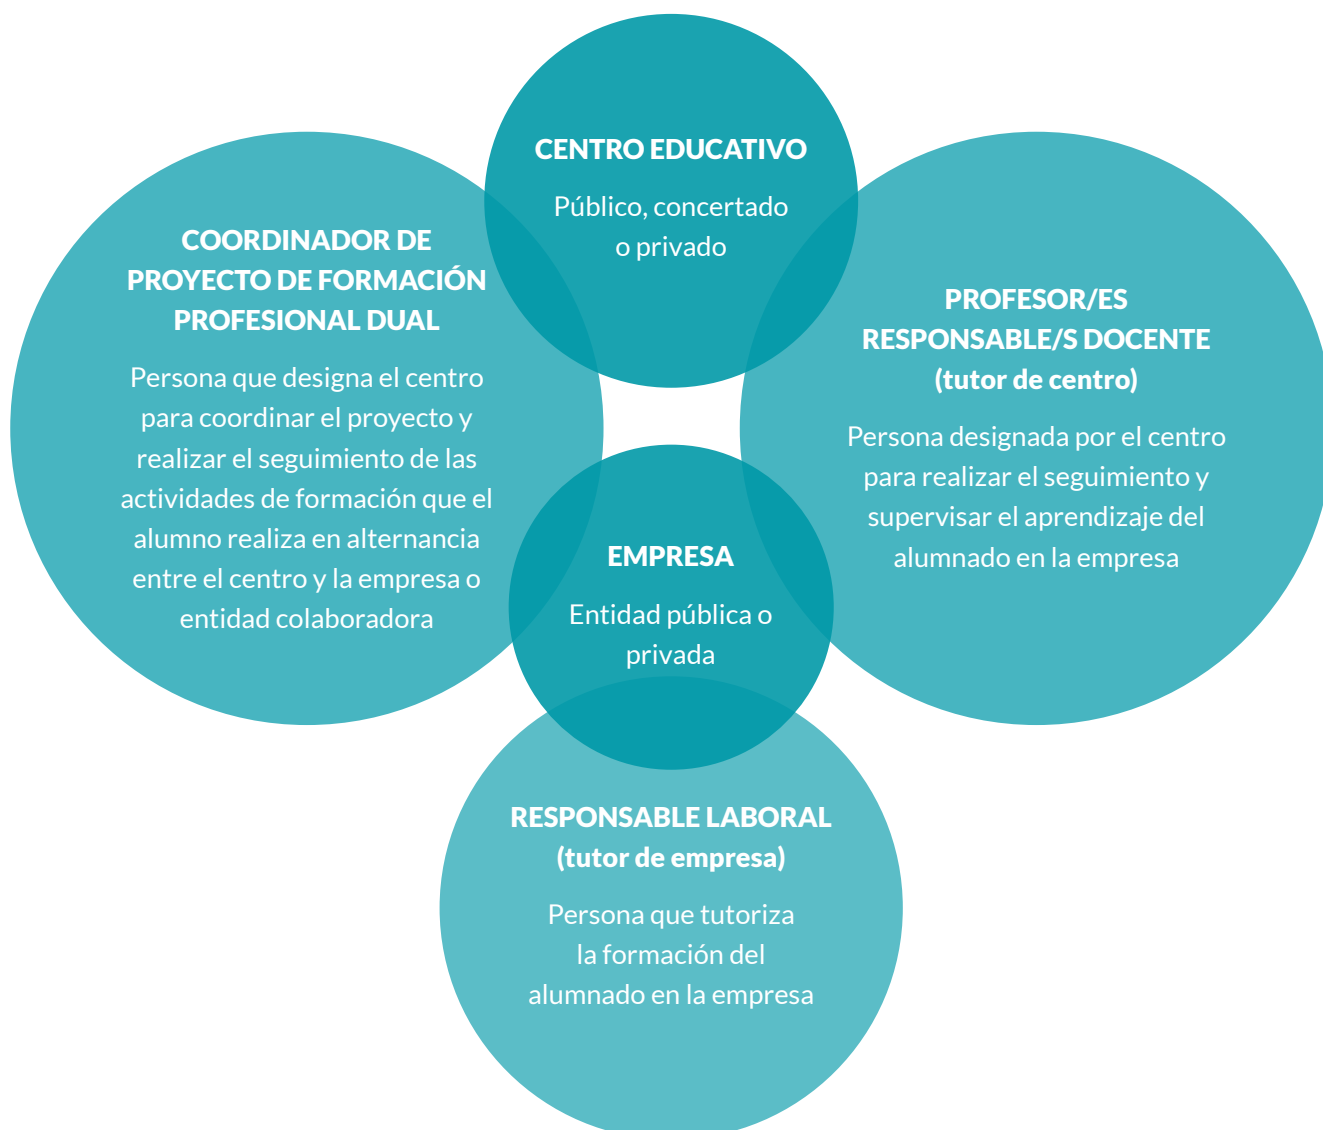 CENTRO EDUCATIVO
Público, concertado
o privado
COORDINADOR DE
PROYECTO DE FORMACIÓN
PROFESIONAL DUAL
Persona que designa el centro
para coordinar el proyecto y
realizar el seguimiento de las
actividades de formación que el
alumno realiza en alternancia
entre el centro y la empresa o
entidad colaboradora
PROFESOR/ES
RESPONSABLE/S DOCENTE
(tutor de centro)
Persona designada por el centro
para realizar el seguimiento y
supervisar el aprendizaje del
alumnado en la empresa
EMPRESA
Entidad pública o
privada
RESPONSABLE LABORAL
(tutor de empresa)
Persona que tutoriza
la formación del
alumnado en la empresa